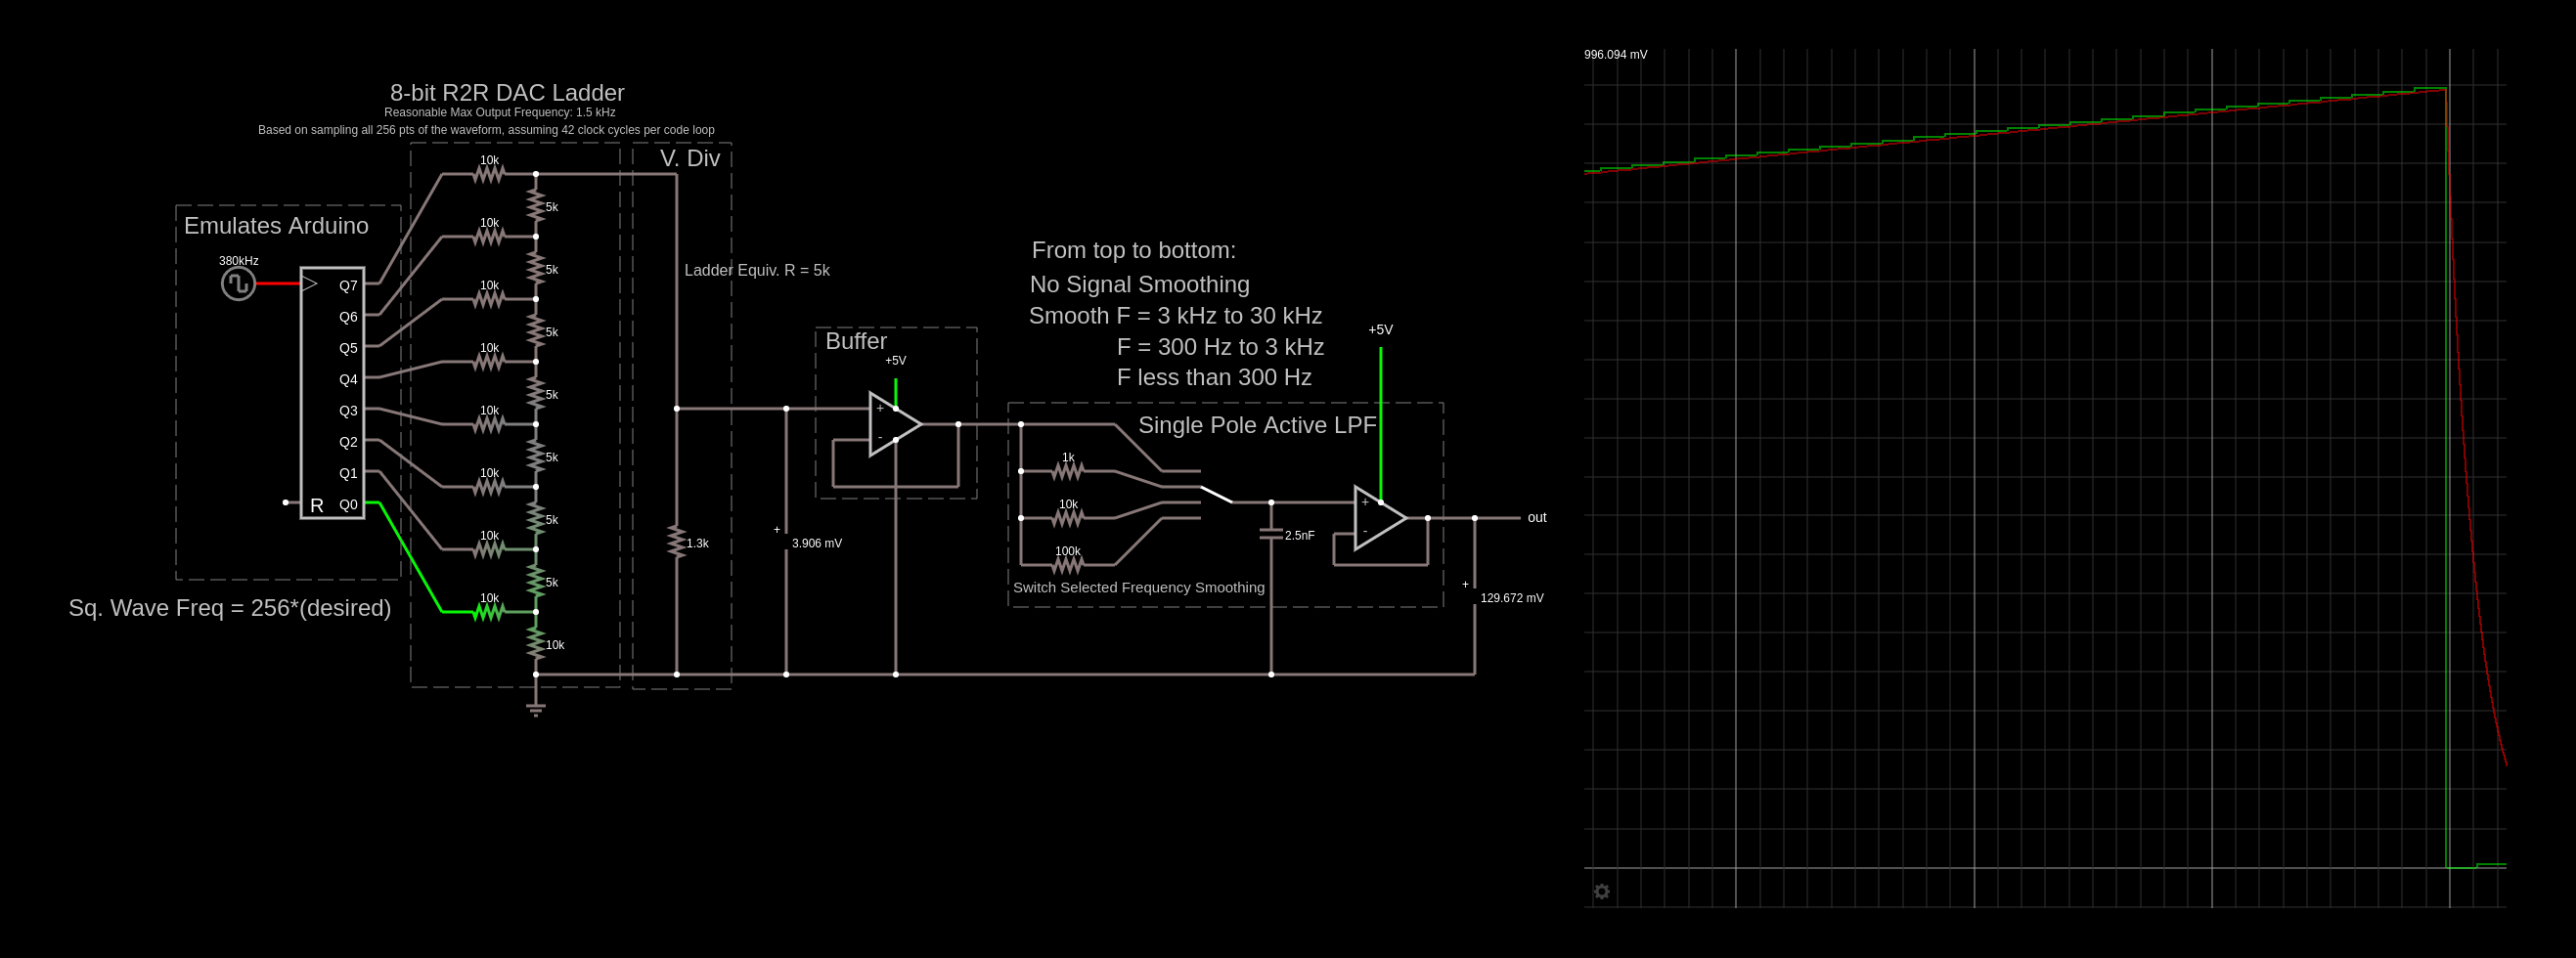 8-bit R2R DAC Ladder
Reasonable Max Output Frequency: 1.5 kHz
Based on sampling all 256 pts of the waveform, assuming 42 clock cycles per code loop
Emulates Arduino
380kHz
Q7
Q6
Q5
Q4
Q3
Q2
Q1
R Q0
Sq. Wave Freq = 256*(desired)
10k
5k
10k
5k
10k
5k
10k
5k
10k
5k
10k
5k
10k
5k
10k
10k
V. Div
Ladder Equiv. R = 5k
1.3k
+
3.906 mV
Buffer
+5V
+
-
From top to bottom:
No Signal Smoothing
Smooth F = 3 kHz to 30 kHz
F = 300 Hz to 3 kHz
F less than 300 Hz
+5V
Single Pole Active LPF
1k
10k
100k
Switch Selected Frequency Smoothing
2.5nF
+
-
out
+
129.672 mV
996.094 mV